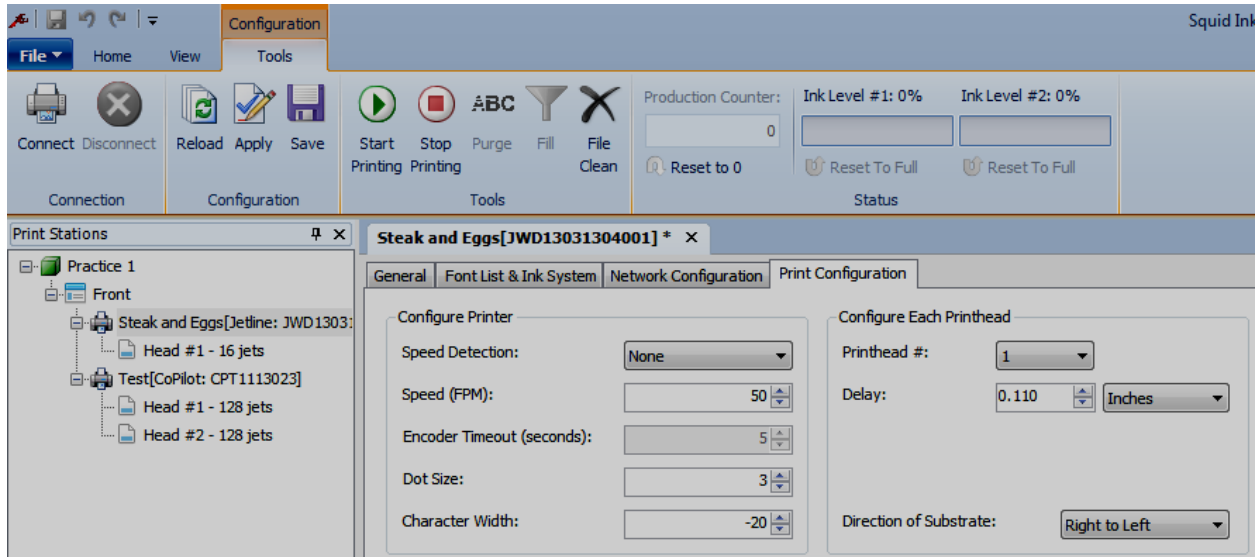 Configuration
Squid Ink
File Home View Tools
ABC
Production Counter: Ink Level #1: 0% Ink Level #2: 0%
0
Connect Disconnect Reload Apply Save Start Printing Stop Printing Purge Fill File Clean Reset to 0 Reset To Full Reset To Full
Connection Configuration Tools Status
Print Stations
Steak and Eggs[JWD13031304001] *
Practice 1
Front
Steak and Eggs[Jetline: JWD1303
Head #1 - 16 jets
Test[CoPilot: CPT1113023]
Head #1 - 128 jets
Head #2 - 128 jets
General Font List & Ink System Network Configuration Print Configuration
Configure Printer
Speed Detection: None
Speed (FPM): 50
Encoder Timeout (seconds): 5
Dot Size: 3
Character Width: -20
Configure Each Printhead
Printhead #: 1
Delay: 0.110 Inches
Direction of Substrate: Right to Left